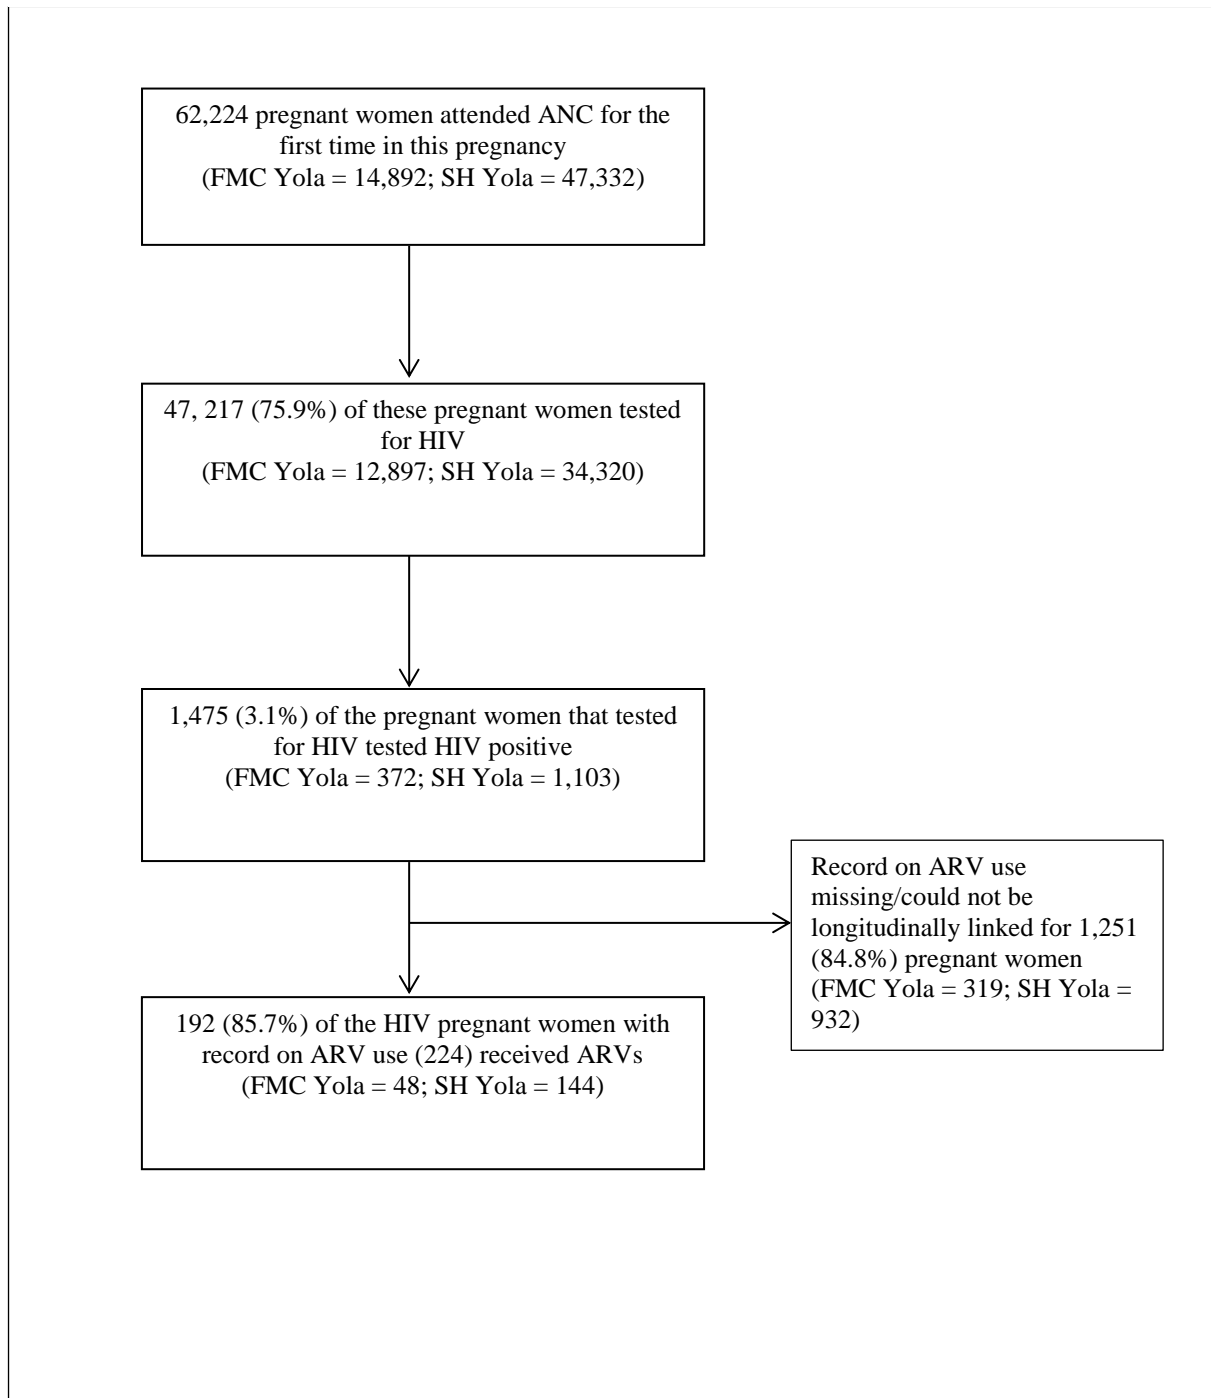 62,224 pregnant women attended ANC for the
first time in this pregnancy
(FMC Yola = 14,892; SH Yola = 47,332)
47, 217 (75.9%) of these pregnant women tested
for HIV
(FMC Yola = 12,897; SH Yola = 34,320)
1,475 (3.1%) of the pregnant women that tested
for HIV tested HIV positive
(FMC Yola = 372; SH Yola = 1,103)
Record on ARV use
missing/could not be
longitudinally linked for 1,251
(84.8%) pregnant women
(FMC Yola = 319; SH Yola =
932)
192 (85.7%) of the HIV pregnant women with
record on ARV use (224) received ARVs
(FMC Yola = 48; SH Yola = 144)